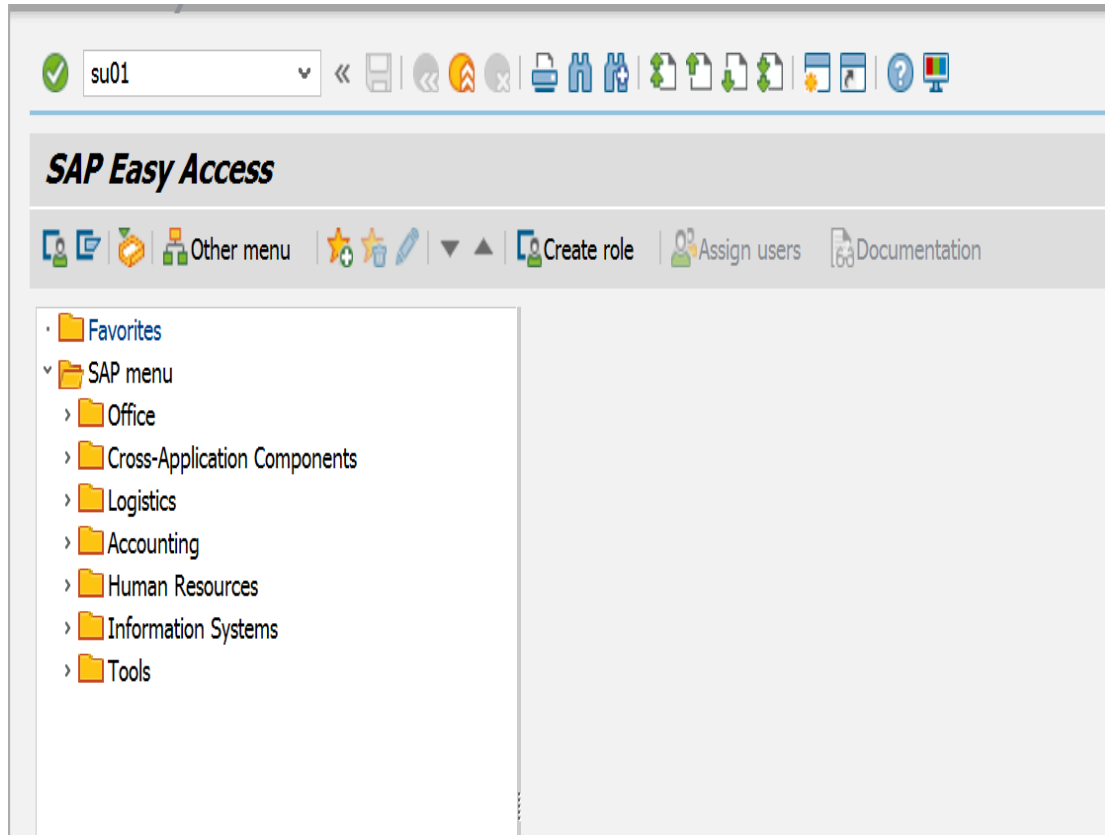 su01
SAP Easy Access
Other menu Create role Assign users Documentation
Favorites
SAP menu
Office
Cross-Application Components
Logistics
Accounting
Human Resources
Information Systems
Tools